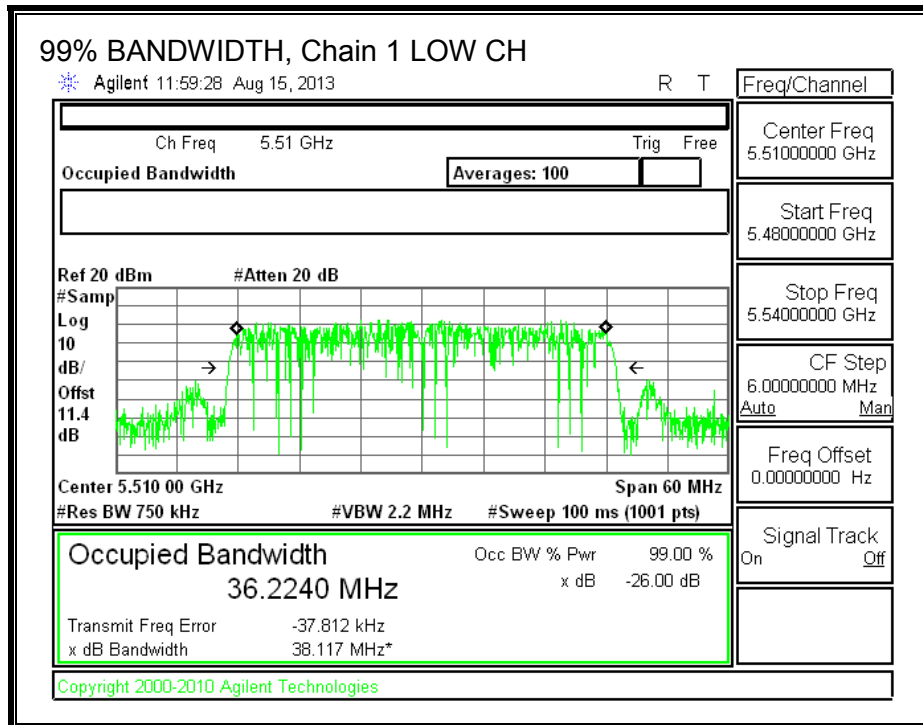 99% BANDWIDTH, Chain 1 LOW CH
Agilent 11:59:28 Aug 15, 2013 R T
Freq/Channel
Ch Freq 5.51 GHz Trig Free
Occupied Bandwidth Averages: 100
Center Freq
5.51000000 GHz
Start Freq
5.48000000 GHz
Stop Freq
5.54000000 GHz
CF Step
6.00000000 MHz
Auto Man
Freq Offset
0.00000000 Hz
Signal Track
On Off
Ref 20 dBm #Atten 20 dB
#Samp
Log
10
dB/
Offst
11.4
dB
Center 5.510 00 GHz Span 60 MHz
#Res BW 750 kHz #VBW 2.2 MHz #Sweep 100 ms (1001 pts)
Occupied Bandwidth Occ BW % Pwr 99.00 %
36.2240 MHz x dB -26.00 dB
Transmit Freq Error -37.812 kHz
x dB Bandwidth 38.117 MHz*
Copyright 2000-2010 Agilent Technologies